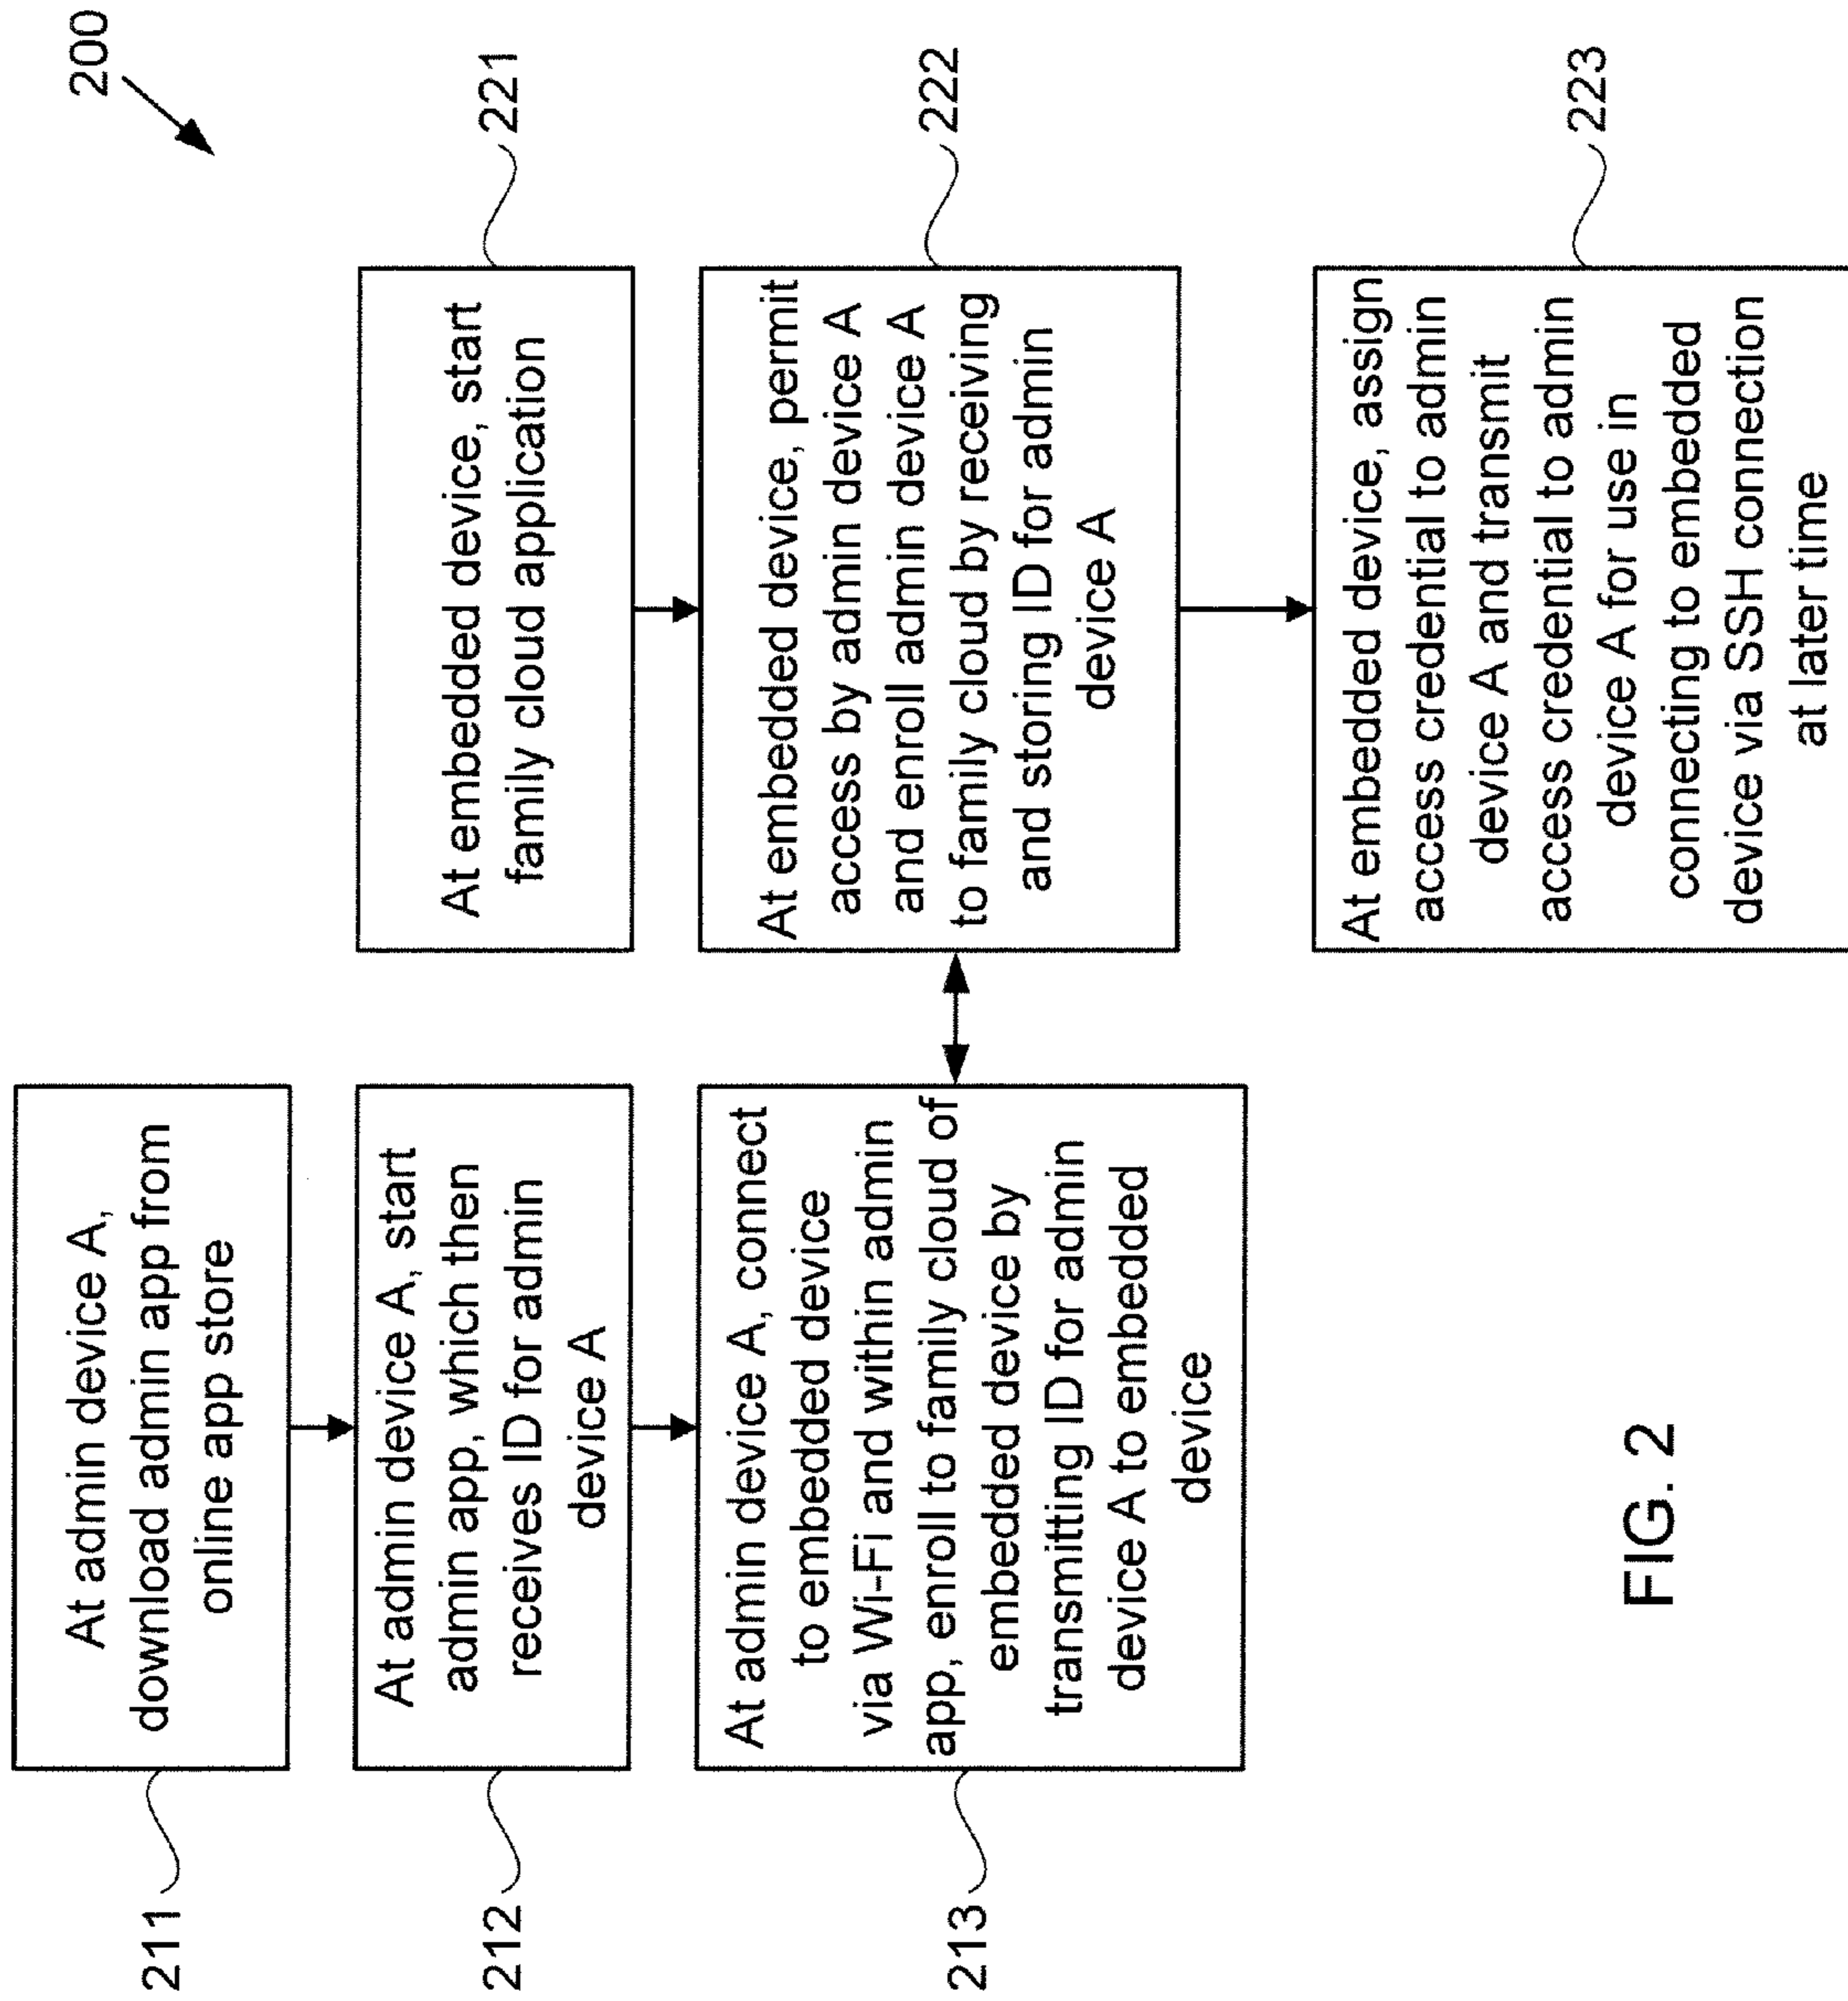 200
211
At admin device A,
download admin app from
online app store
212
At admin device A, start
admin app, which then
receives ID for admin
device A
213
At admin device A, connect
to embedded device
via Wi-Fi and within admin
app, enroll to family cloud of
embedded device by
transmitting ID for admin
device A to embedded
device
221
At embedded device, start
family cloud application
222
At embedded device, permit
access by admin device A
and enroll admin device A
to family cloud by receiving
and storing ID for admin
device A
223
At embedded device, assign
access credential to admin
device A and transmit
access credential to admin
device A for use in
connecting to embedded
device via SSH connection
at later time
FIG. 2